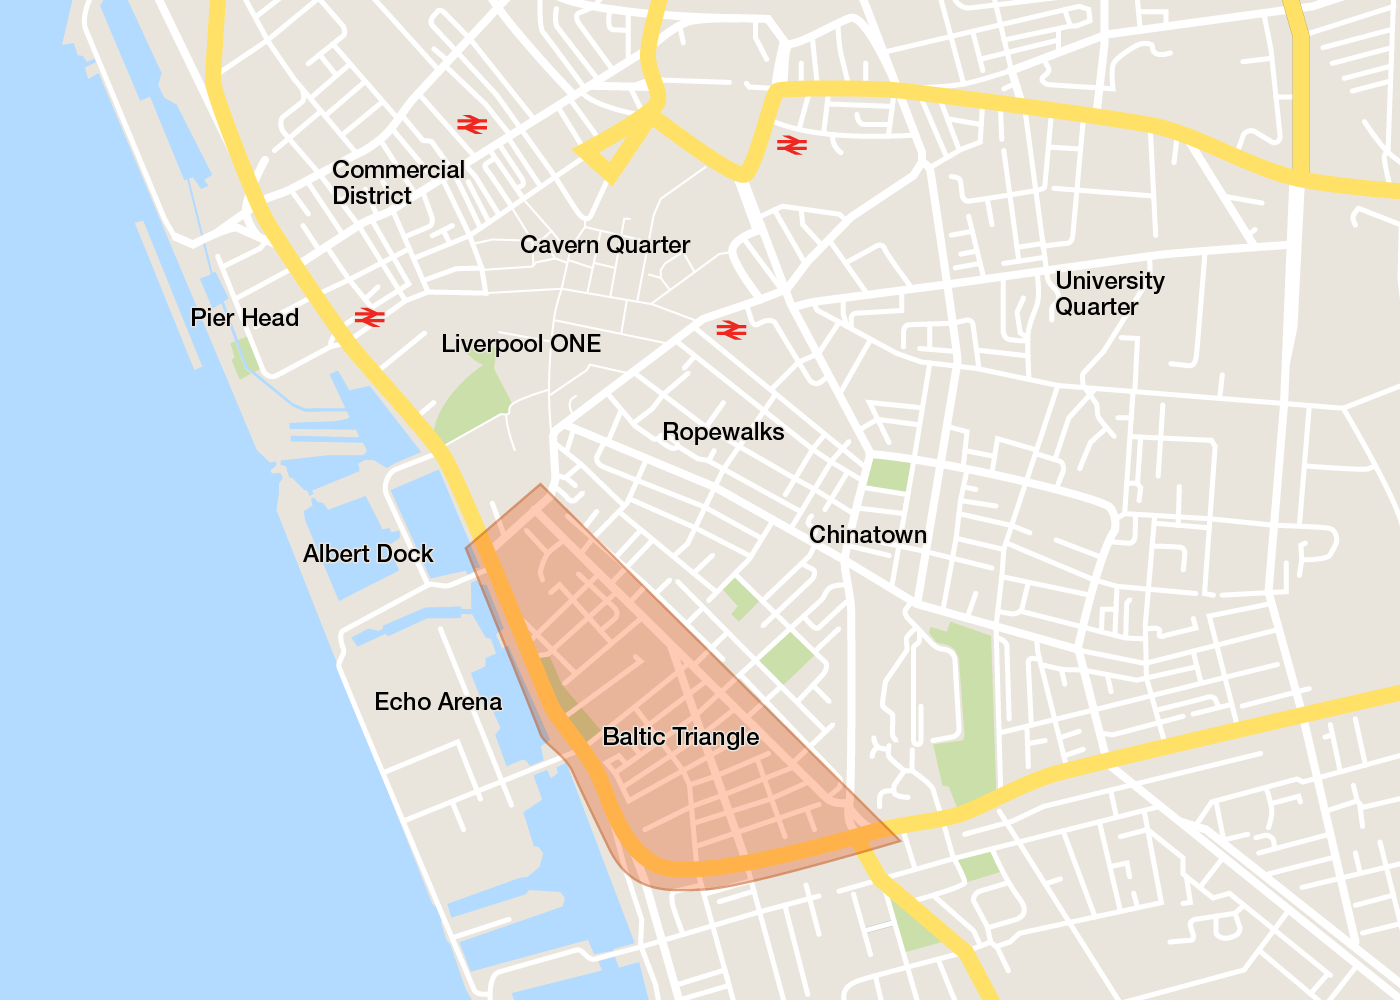 Commercial
District
Cavern Quarter
University
Quarter
Pier Head
Liverpool ONE
Ropewalks
Chinatown
Albert Dock
Echo Arena
Baltic Triangle